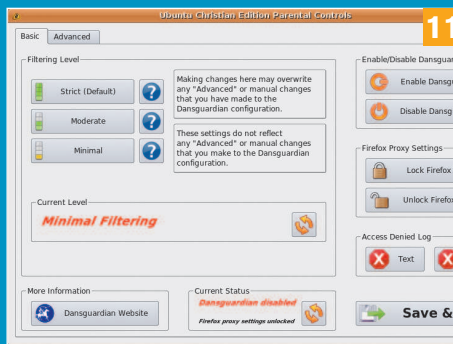 Ubuntu Christian Edition Parental Controls
11
Basic
Advanced
Filtering Level
Strict (Default)
Moderate
Minimal
Making changes here may overwrite
any "Advanced" or manual changes
that you have made to the
Dansguardian configuration.
These settings do not reflect
any "Advanced" or manual changes
that you make to the Dansguardian
configuration.
Current Level
Minimal Filtering
Enable/Disable Dansguar
Enable Dansgu
Disable Dansg
Firefox Proxy Settings
Lock Firefox
Unlock Firefox
Access Denied Log
Text
More Information
Dansguardian Website
Current Status
Dansguardian disabled
Firefox proxy settings unlocked
Save &